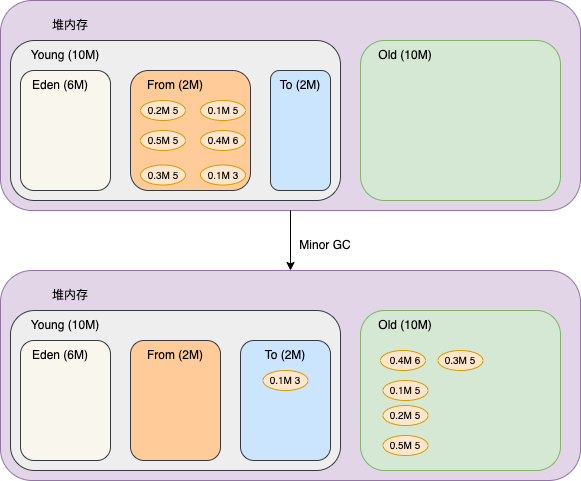 堆内存
Young (10M)
Old (10M)
Eden (6M)
From (2M)
To (2M)
0.2M 5
0.1M 5
0.5M 5
0.4M 6
0.3M 5
0.1M 3
Minor GC
堆内存
Young (10M)
Old (10M)
Eden (6M)
From (2M)
To (2M)
0.1M 3
0.4M 6
0.3M 5
0.1M 5
0.2M 5
0.5M 5